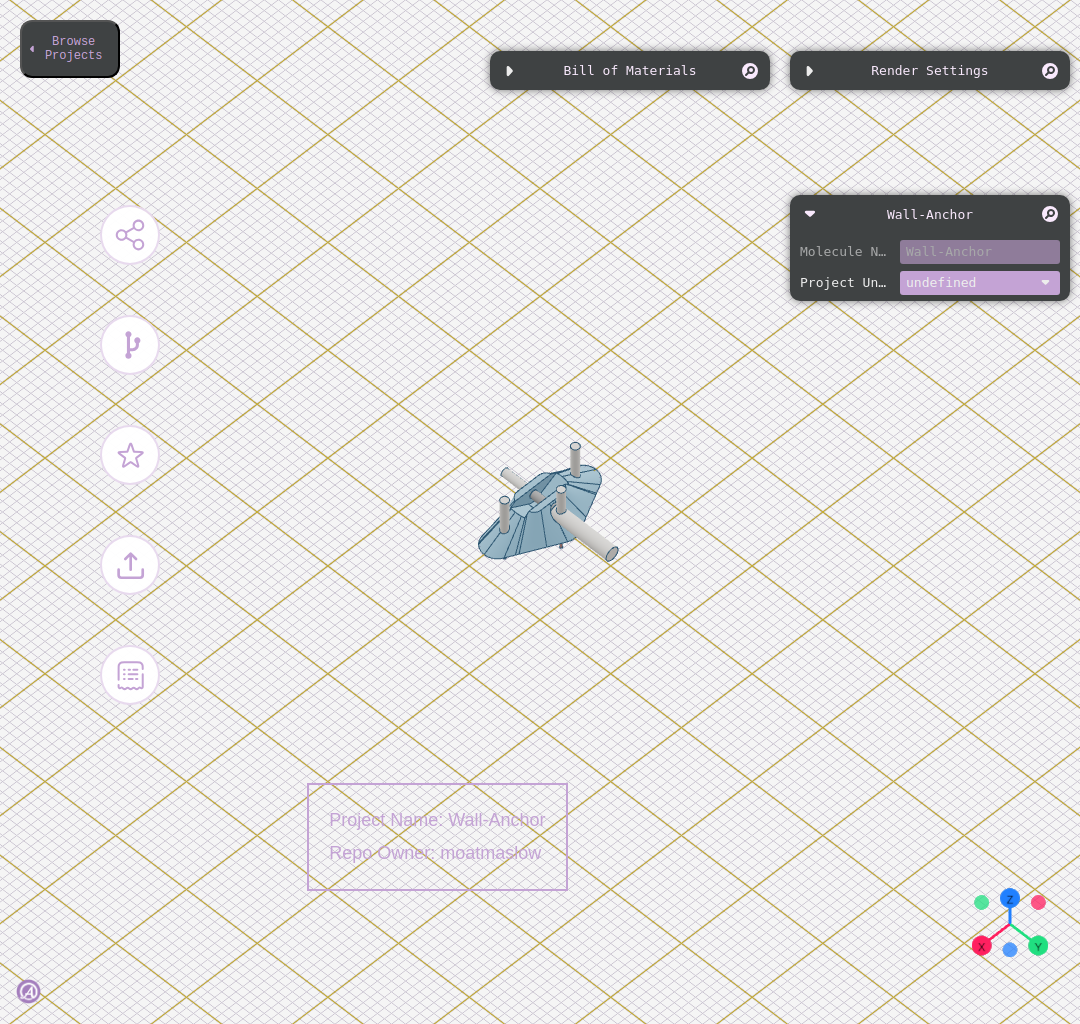 Browse
Projects
Bill of Materials
Render Settings
Wall-Anchor
Molecule N…
Wall-Anchor
Project Un…
undefined
Project Name: Wall-Anchor
Repo Owner: moatmaslow
Z
X
Y
A